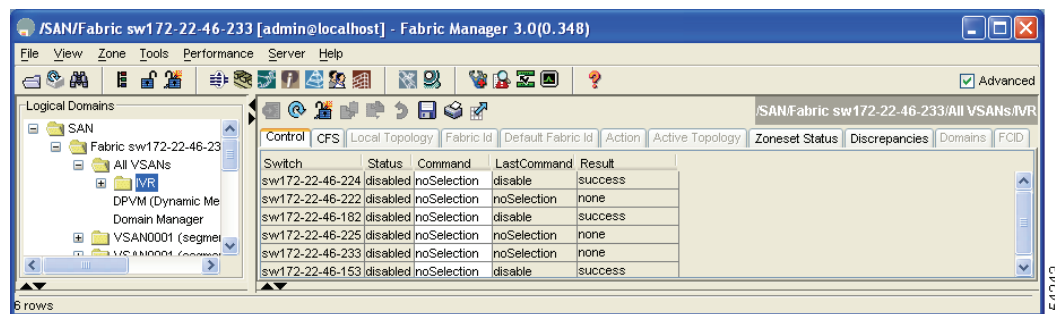 /SAN/Fabric sw172-22-46-233 [admin@localhost] - Fabric Manager 3.0(0.348)
File View Zone Tools Performance Server Help
Advanced
Logical Domains
/SAN/Fabric sw172-22-46-233/All VSANs/IVR
SAN
Fabric sw172-22-46-23
All VSANs
IVR
DPVM (Dynamic Me
Domain Manager
VSAN0001 (segmen
Control CFS Local Topology Fabric Id Default Fabric Id Action Active Topology Zoneset Status Discrepancies Domains FCID
Switch Status Command LastCommand Result
sw172-22-46-224 disabled noSelection disable success
sw172-22-46-222 disabled noSelection noSelection none
sw172-22-46-182 disabled noSelection disable success
sw172-22-46-225 disabled noSelection noSelection none
sw172-22-46-233 disabled noSelection noSelection none
sw172-22-46-153 disabled noSelection disable success
6 rows